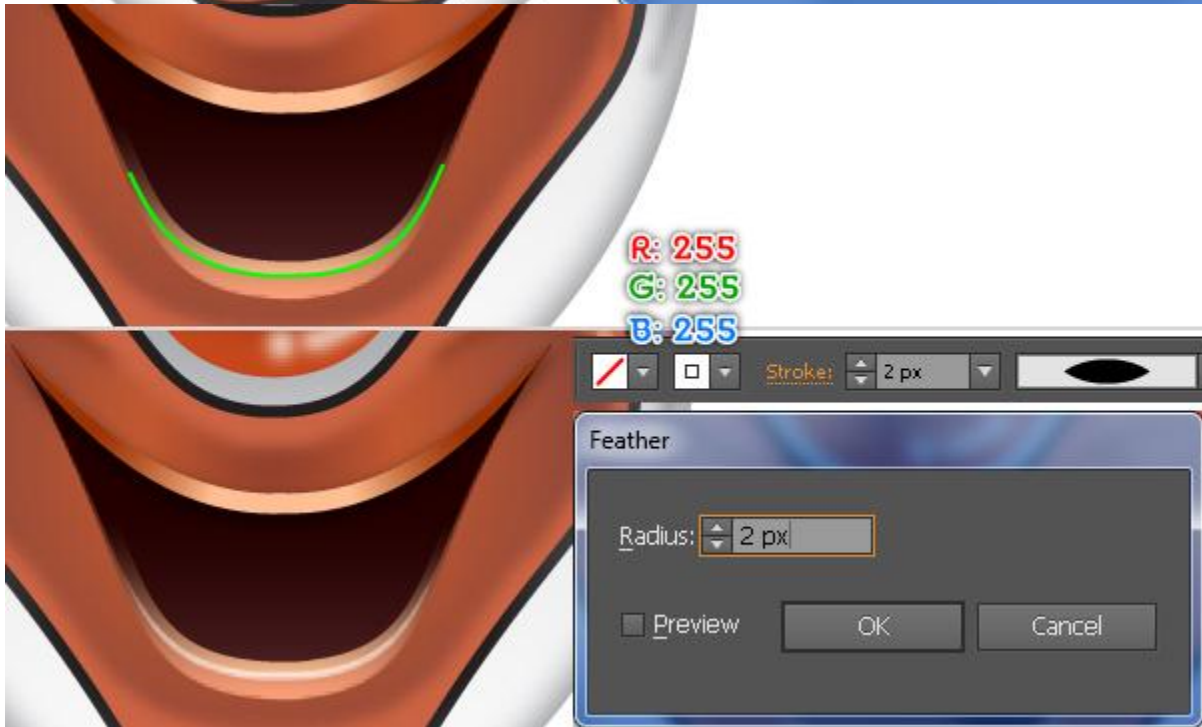 R: 255
G: 255
B: 255
Stroke: 2 px
Feather
Radius: 2 px
Preview OK Cancel